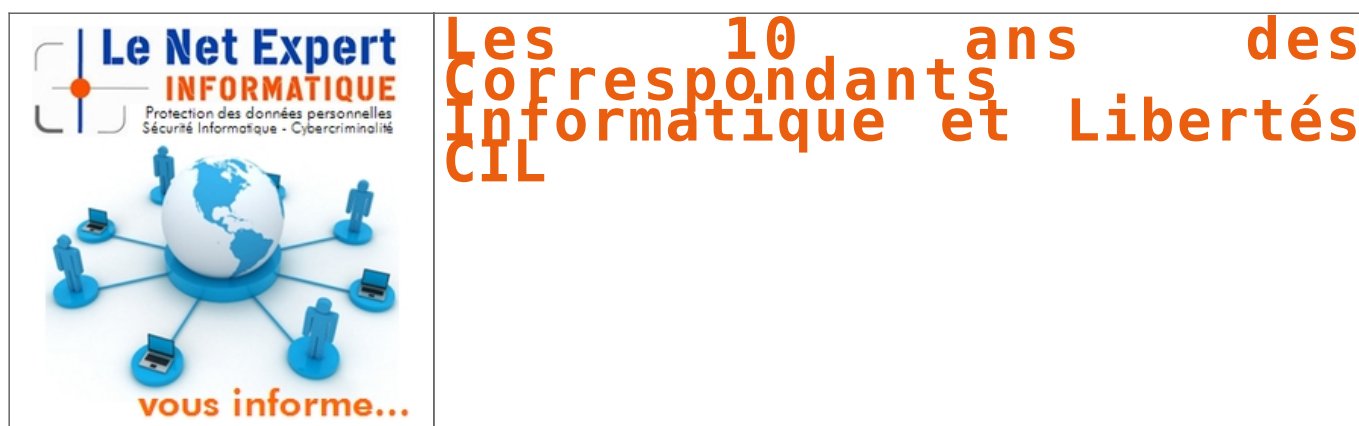 Le Net Expert
INFORMATIQUE
Protection des données personnelles
Sécurité Informatique - Cybercriminalité
vous informe...
Les 10 ans des
Correspondants
Informatique et Libertés
CIL